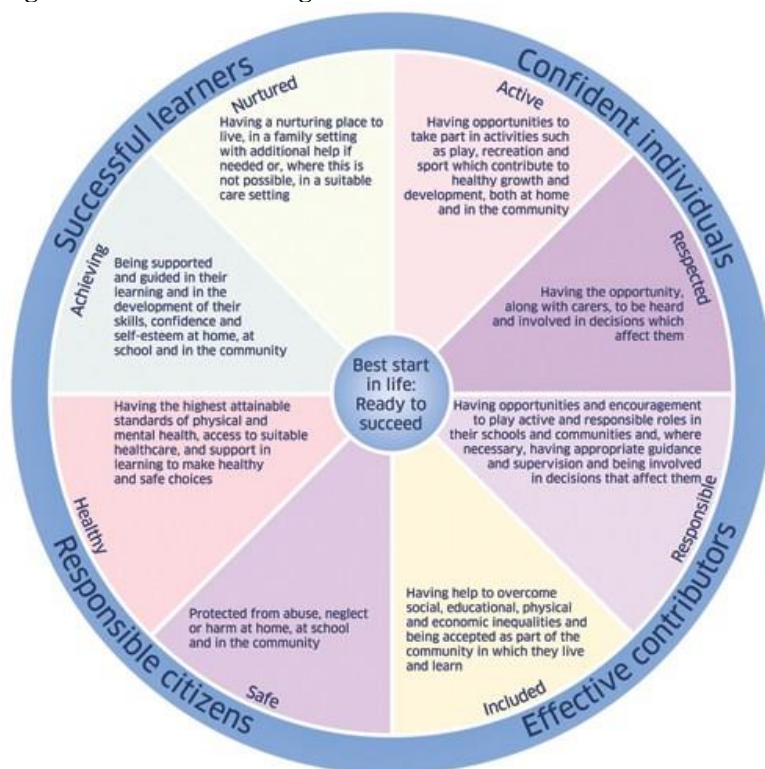 Successful learners
Confident individuals
Nurtured
Having a nurturing place to
live, in a family setting
with additional help if
needed or, where this is
not possible, in a suitable
care setting
Active
Having opportunities to
take part in activities such
as play, recreation and
sport which contribute to
healthy growth and
development, both at home
and in the community
Achieving
Being supported
and guided in their
learning and in the
development of their
skills, confidence and
self-esteem at home, at
school and in the community
Respected
Having the opportunity,
along with carers, to be heard
and involved in decisions which
affect them
Best start
in life:
Ready to
succeed
Healthy
Having the highest attainable
standards of physical and
mental health, access to suitable
healthcare, and support in
learning to make healthy
and safe choices
Responsible
Having opportunities and encouragement
to play active and responsible roles in
their schools and communities and, where
necessary, having appropriate guidance
and supervision and being involved
in decisions that affect them
Safe
Protected from abuse, neglect
or harm at home, at school
and in the community
Included
Having help to overcome
social, educational, physical
and economic inequalities and
being accepted as part of the
community in which they live
and learn
Responsible citizens
Effective contributors